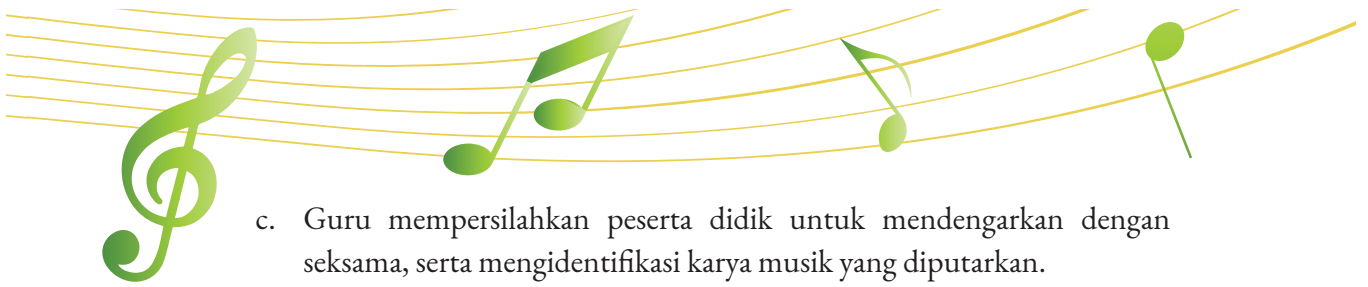 c. Guru mempersilahkan peserta didik untuk mendengarkan dengan
seksama, serta mengidentifikasi karya musik yang diputarkan.